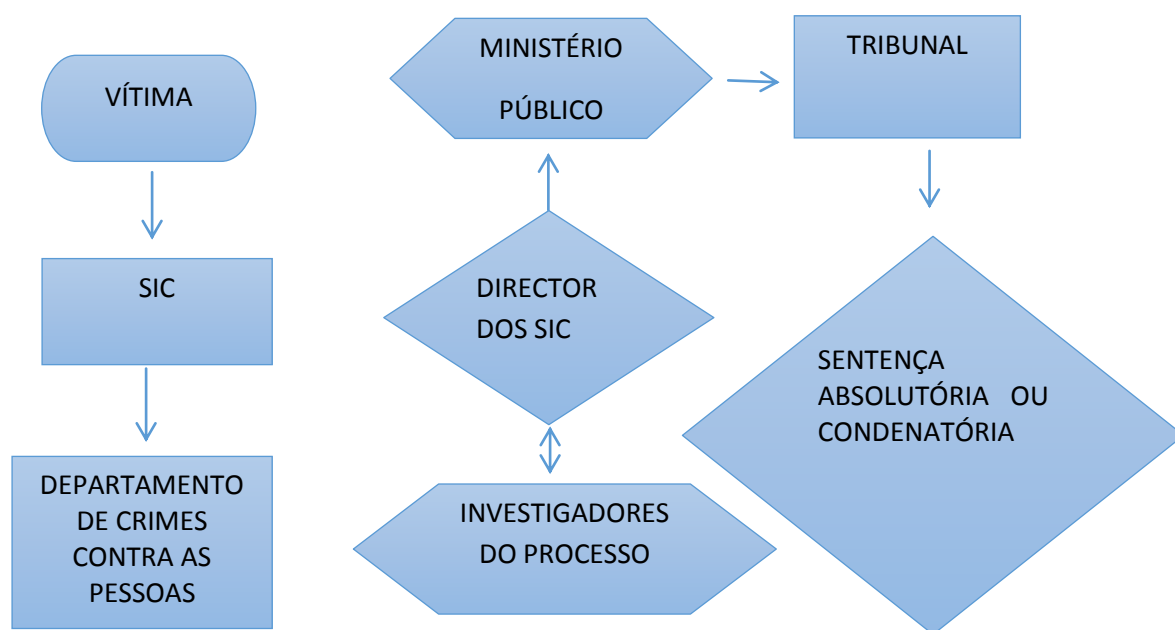 VÍTIMA
SIC
DEPARTAMENTO
DE CRIMES
CONTRA AS
PESSOAS
MINISTÉRIO
PÚBLICO
DIRECTOR
DOS SIC
INVESTIGADORES
DO PROCESSO
TRIBUNAL
SENTENÇA
ABSOLUTÓRIA OU
CONDENATÓRIA